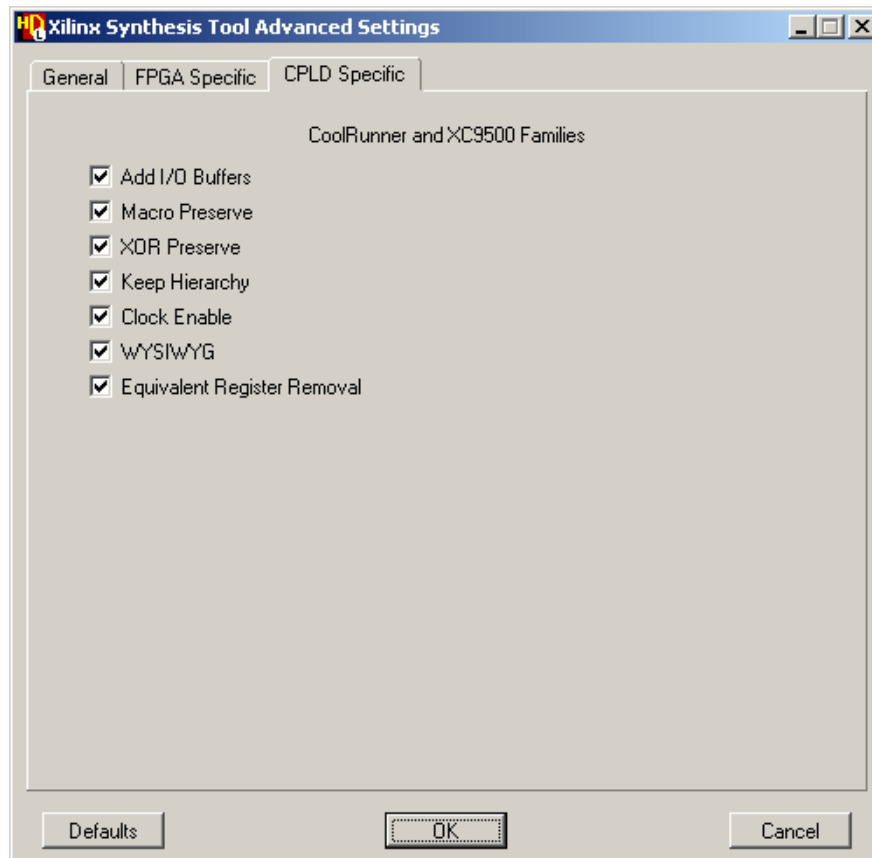 HDL Xilinx Synthesis Tool Advanced Settings
General FPGA Specific CPLD Specific
CoolRunner and XC9500 Families
Add I/O Buffers
Macro Preserve
XOR Preserve
Keep Hierarchy
Clock Enable
WYSIWYG
Equivalent Register Removal
Defaults OK Cancel